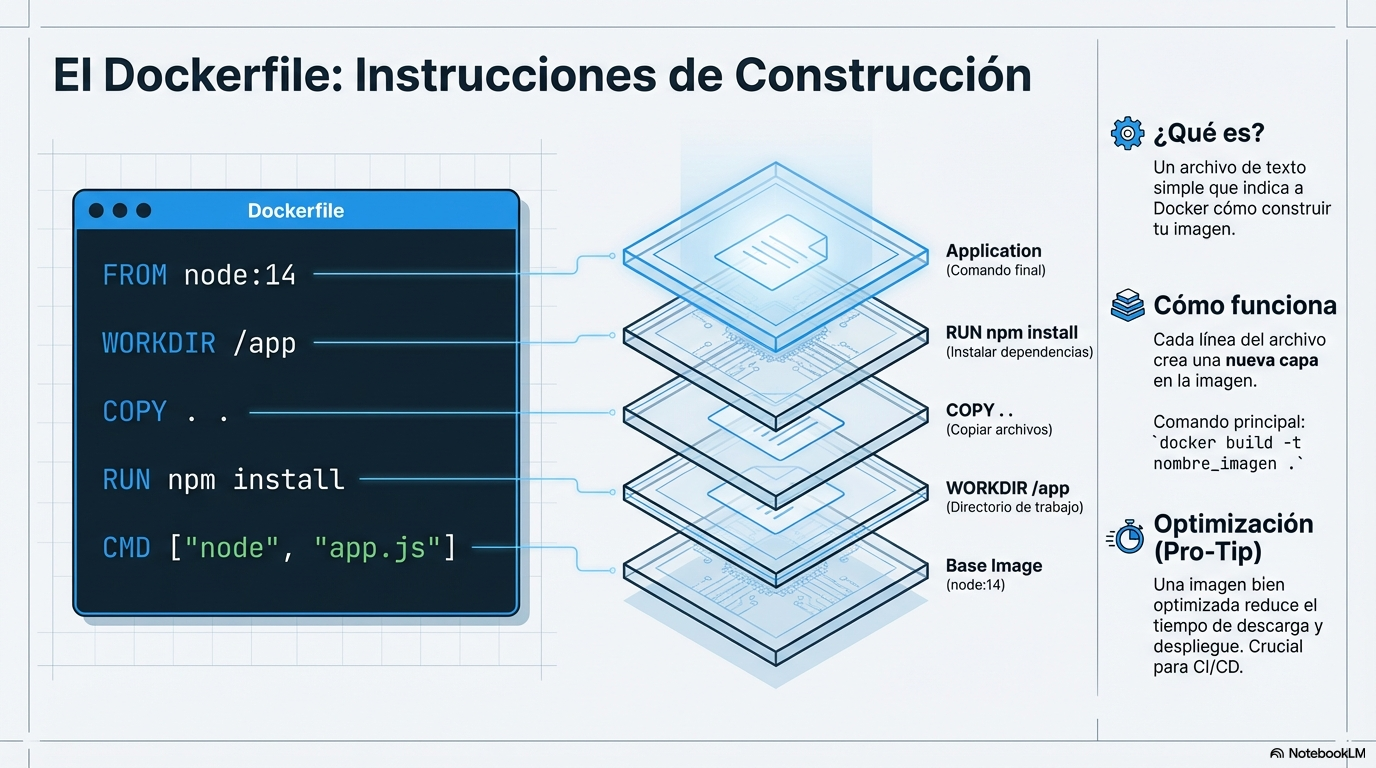 El Dockerfile: Instrucciones de Construcción
Dockerfile
FROM node:14
WORKDIR /app
COPY . .
RUN npm install
CMD ["node", "app.js"]
Application
(Comando final)
RUN npm install
(Instalar dependencias)
COPY . .
(Copiar archivos)
WORKDIR /app
(Directorio de trabajo)
Base Image
(node:14)
¿Qué es?
Un archivo de texto
simple que indica a
Docker cómo construir
tu imagen.
Cómo funciona
Cada línea del archivo
crea una nueva capa
en la imagen.
Comando principal:
`docker build -t
nombre_imagen .`
Optimización
(Pro-Tip)
Una imagen bien
optimizada reduce el
tiempo de descarga y
despliegue. Crucial
para CI/CD.
NotebookLM